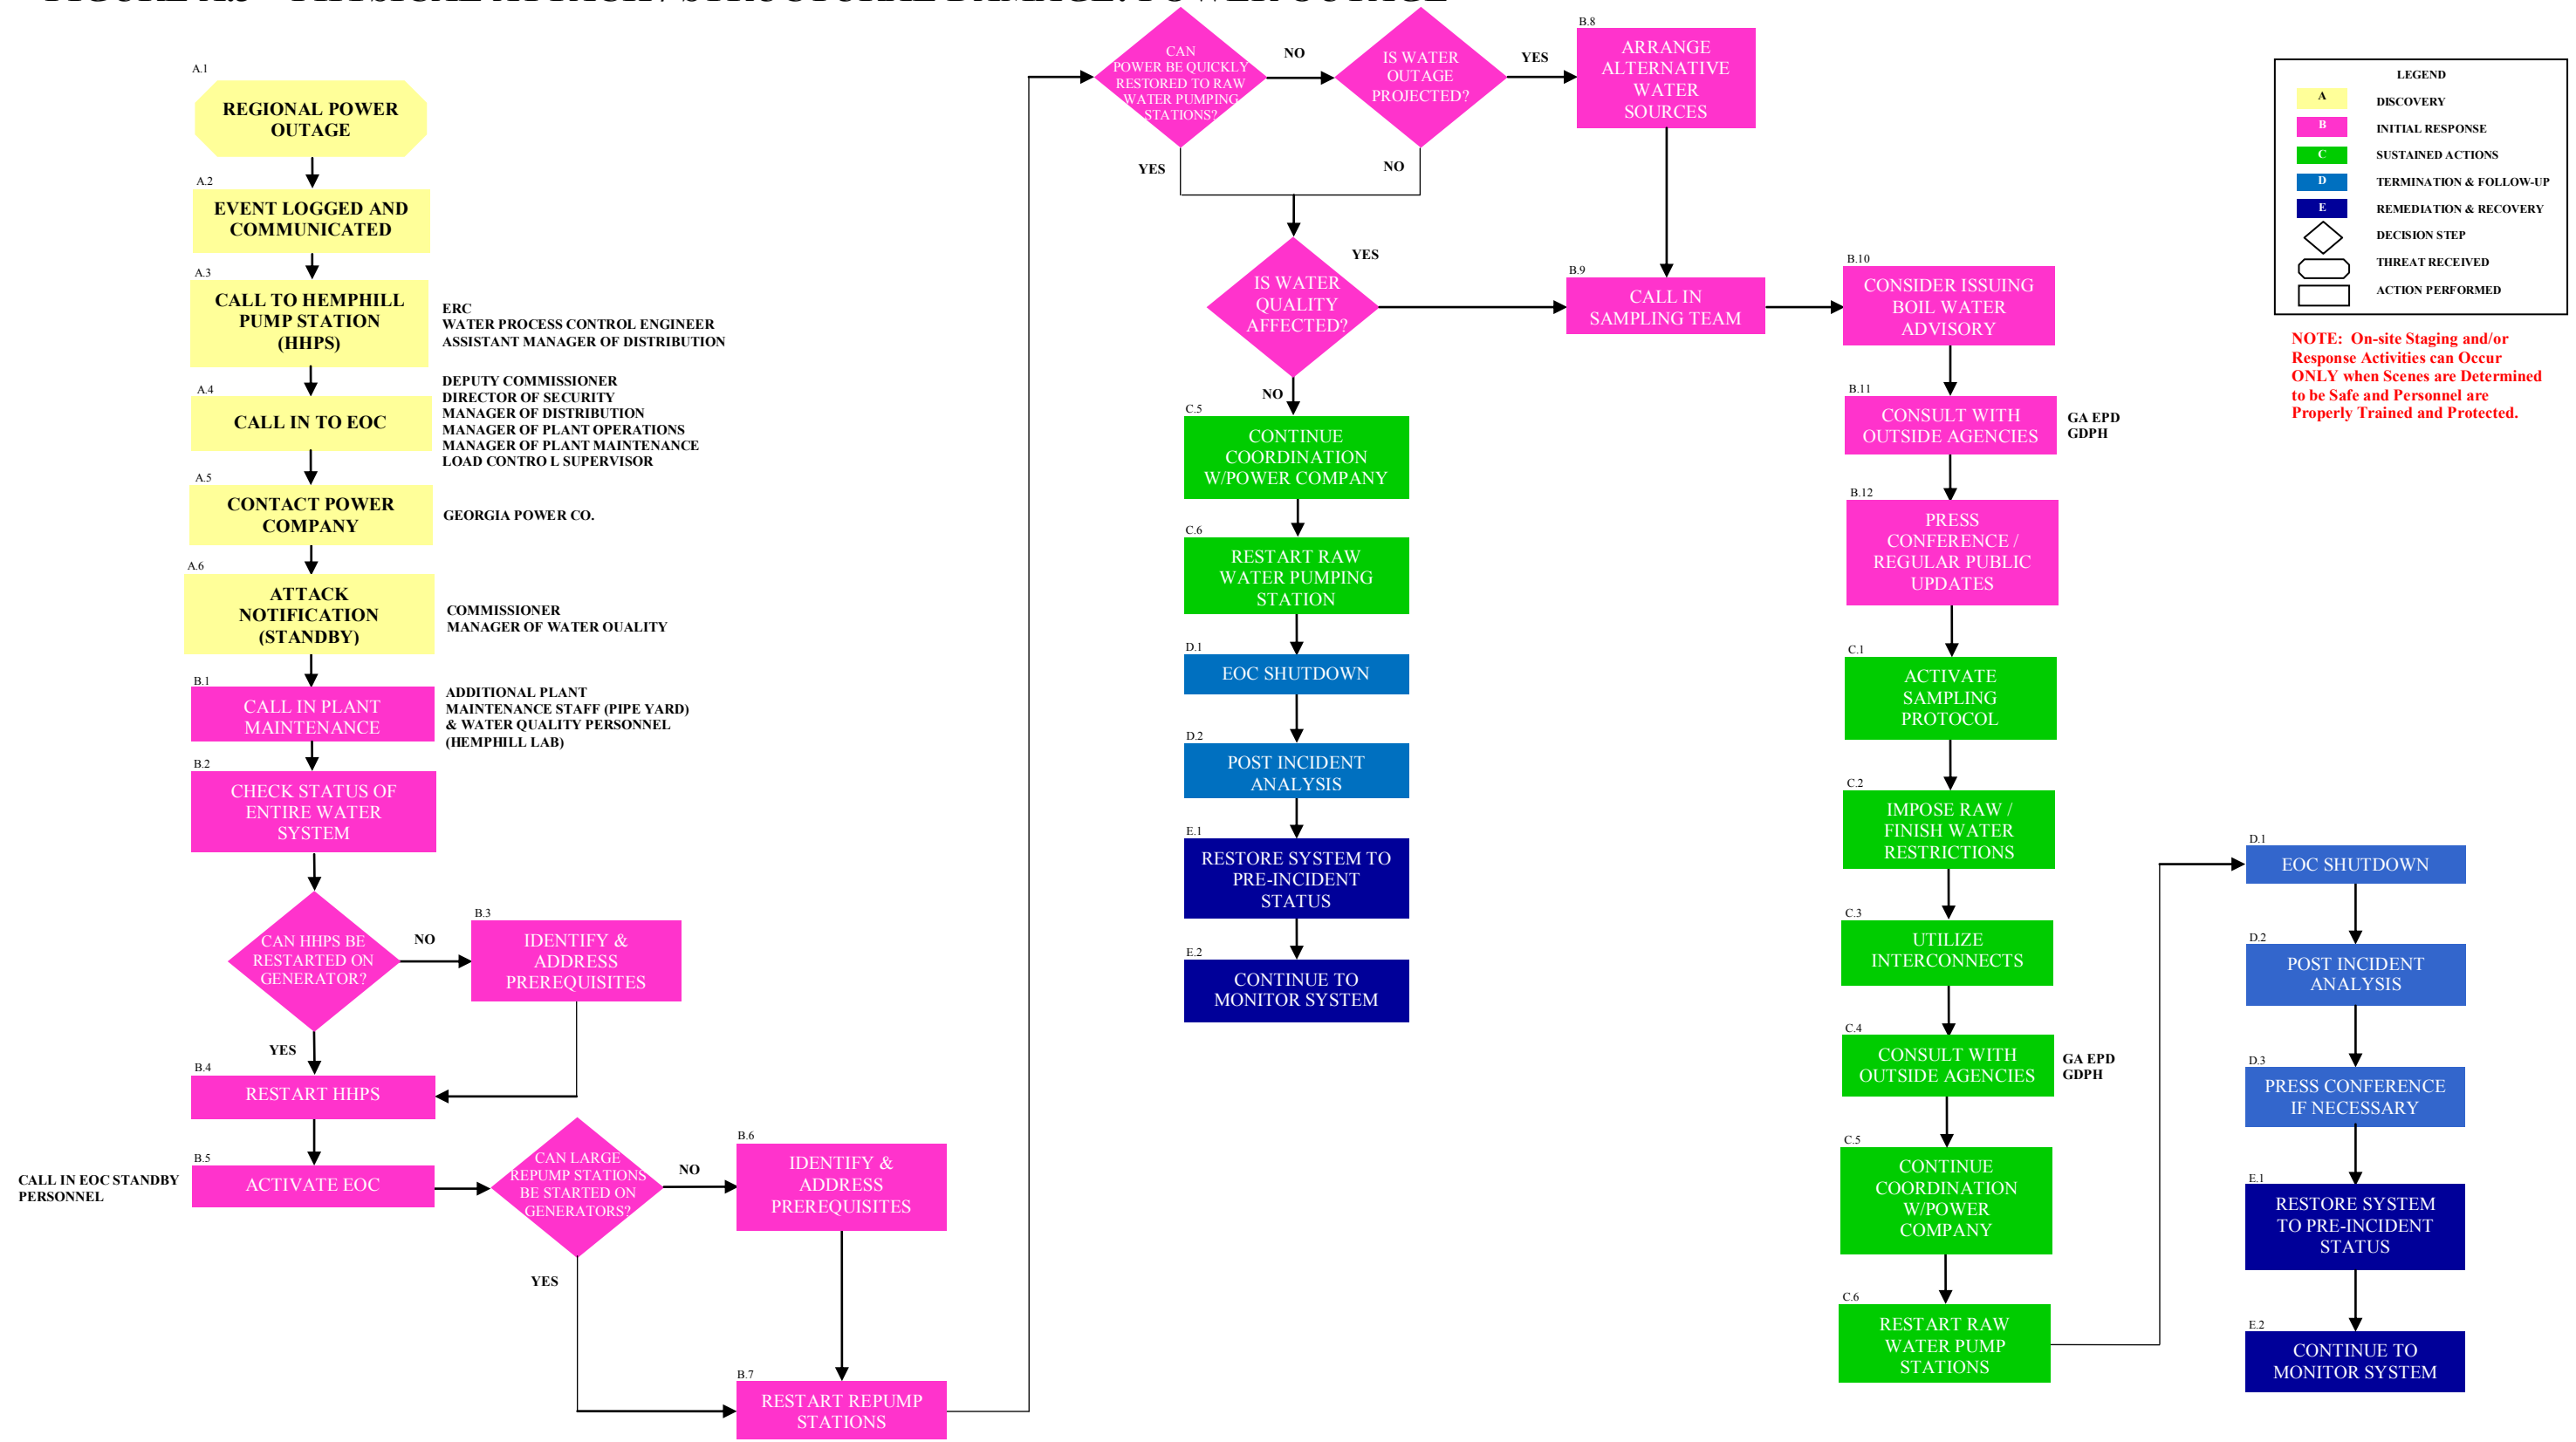 FIGURE A.5 – PHYSICAL ATTACK / STRUCTURAL DAMAGE: POWER OUTAGE
A.1
REGIONAL POWER
OUTAGE
A.2
EVENT LOGGED AND
COMMUNICATED
A.3
CALL TO HEMPHILL
PUMP STATION
(HHPS)
ERC
WATER PROCESS CONTROL ENGINEER
ASSISTANT MANAGER OF DISTRIBUTION
A.4
CALL IN TO EOC
DEPUTY COMMISSIONER
DIRECTOR OF SECURITY
MANAGER OF DISTRIBUTION
MANAGER OF PLANT OPERATIONS
MANAGER OF PLANT MAINTENANCE
LOAD CONTRO L SUPERVISOR
A.5
CONTACT POWER
COMPANY
GEORGIA POWER CO.
A.6
ATTACK
NOTIFICATION
(STANDBY)
COMMISSIONER
MANAGER OF WATER QUALITY
B.1
CALL IN PLANT
MAINTENANCE
ADDITIONAL PLANT
MAINTENANCE STAFF (PIPE YARD)
& WATER QUALITY PERSONNEL
(HEMPHILL LAB)
B.2
CHECK STATUS OF
ENTIRE WATER
SYSTEM
CAN HHPS BE
RESTARTED ON
GENERATOR?
NO
YES
B.3
IDENTIFY &
ADDRESS
PREREQUISITES
B.4
RESTART HHPS
B.5
ACTIVATE EOC
CALL IN EOC STANDBY
PERSONNEL
CAN LARGE
REPUMP STATIONS
BE STARTED ON
GENERATORS?
NO
YES
B.6
IDENTIFY &
ADDRESS
PREREQUISITES
B.7
RESTART REPUMP
STATIONS
CAN
POWER BE QUICKLY
RESTORED TO RAW
WATER PUMPING
STATIONS?
NO
YES
IS WATER
OUTAGE
PROJECTED?
YES
NO
B.8
ARRANGE
ALTERNATIVE
WATER
SOURCES
IS WATER
QUALITY
AFFECTED?
YES
NO
B.9
CALL IN
SAMPLING TEAM
C.5
CONTINUE
COORDINATION
W/POWER COMPANY
C.6
RESTART RAW
WATER PUMPING
STATION
D.1
EOC SHUTDOWN
D.2
POST INCIDENT
ANALYSIS
E.1
RESTORE SYSTEM TO
PRE-INCIDENT
STATUS
E.2
CONTINUE TO
MONITOR SYSTEM
B.10
CONSIDER ISSUING
BOIL WATER
ADVISORY
B.11
CONSULT WITH
OUTSIDE AGENCIES
GA EPD
GDPH
B.12
PRESS
CONFERENCE /
REGULAR PUBLIC
UPDATES
C.1
ACTIVATE
SAMPLING
PROTOCOL
C.2
IMPOSE RAW /
FINISH WATER
RESTRICTIONS
C.3
UTILIZE
INTERCONNECTS
C.4
CONSULT WITH
OUTSIDE AGENCIES
GA EPD
GDPH
C.5
CONTINUE
COORDINATION
W/POWER
COMPANY
C.6
RESTART RAW
WATER PUMP
STATIONS
D.1
EOC SHUTDOWN
D.2
POST INCIDENT
ANALYSIS
D.3
PRESS CONFERENCE
IF NECESSARY
E.1
RESTORE SYSTEM
TO PRE-INCIDENT
STATUS
E.2
CONTINUE TO
MONITOR SYSTEM
LEGEND
A DISCOVERY
B INITIAL RESPONSE
C SUSTAINED ACTIONS
D TERMINATION & FOLLOW-UP
E REMEDIATION & RECOVERY
DECISION STEP
THREAT RECEIVED
ACTION PERFORMED
NOTE: On-site Staging and/or
Response Activities can Occur
ONLY when Scenes are Determined
to be Safe and Personnel are
Properly Trained and Protected.